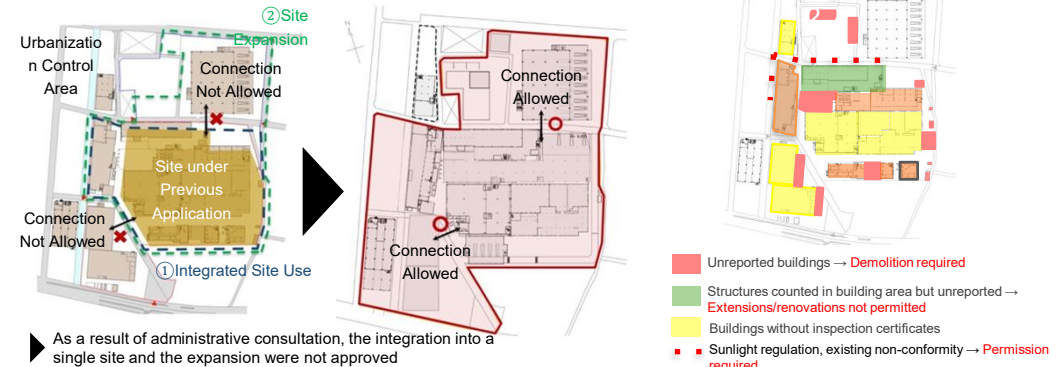 ②Site
Expansion
Urbanizatio
n Control
Area
Connection
Not Allowed
Site under
Previous
Application
Connection
Not Allowed
①Integrated Site Use
Connection
Allowed
Connection
Allowed
As a result of administrative consultation, the integration into a
single site and the expansion were not approved
2
Unreported buildings → Demolition required
Structures counted in building area but unreported →
Extensions/renovations not permitted
Buildings without inspection certificates
Sunlight regulation, existing non-conformity → Permission
required